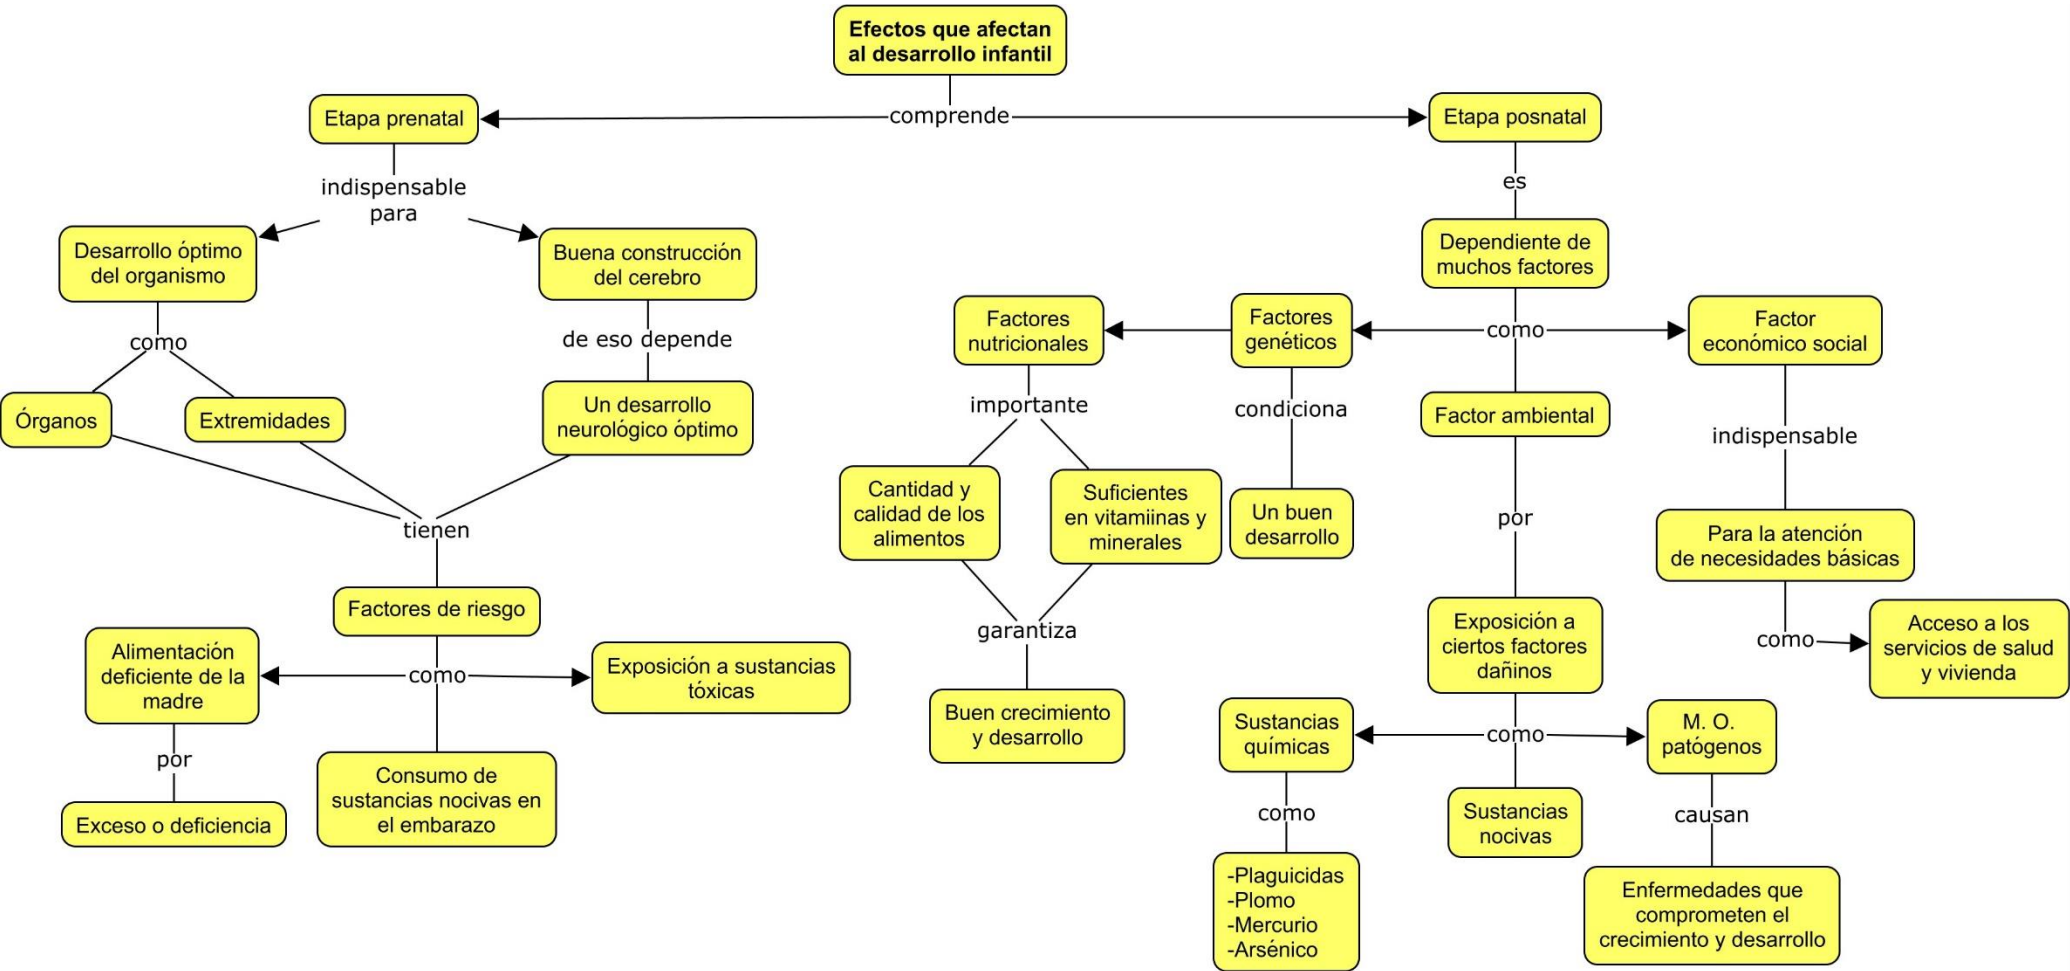 Efectos que afectan
al desarrollo infantil
comprende
Etapa prenatal
indispensable
para
Desarrollo óptimo
del organismo
como
Órganos
Extremidades
Buena construcción
del cerebro
de eso depende
Un desarrollo
neurológico óptimo
tienen
Factores de riesgo
como
Alimentación
deficiente de la
madre
por
Exceso o deficiencia
Consumo de
sustancias nocivas en
el embarazo
Exposición a sustancias
tóxicas
Etapa posnatal
es
Dependiente de
muchos factores
como
Factores
nutricionales
importante
Cantidad y
calidad de los
alimentos
Suficientes
en vitamiinas y
minerales
garantiza
Buen crecimiento
y desarrollo
Factores
genéticos
condiciona
Un buen
desarrollo
Factor ambiental
por
Exposición a
ciertos factores
dañinos
como
Sustancias
químicas
como
-Plaguicidas
-Plomo
-Mercurio
-Arsénico
Sustancias
nocivas
M. O.
patógenos
causan
Enfermedades que
comprometen el
crecimiento y desarrollo
Factor
económico social
indispensable
Para la atención
de necesidades básicas
como
Acceso a los
servicios de salud
y vivienda